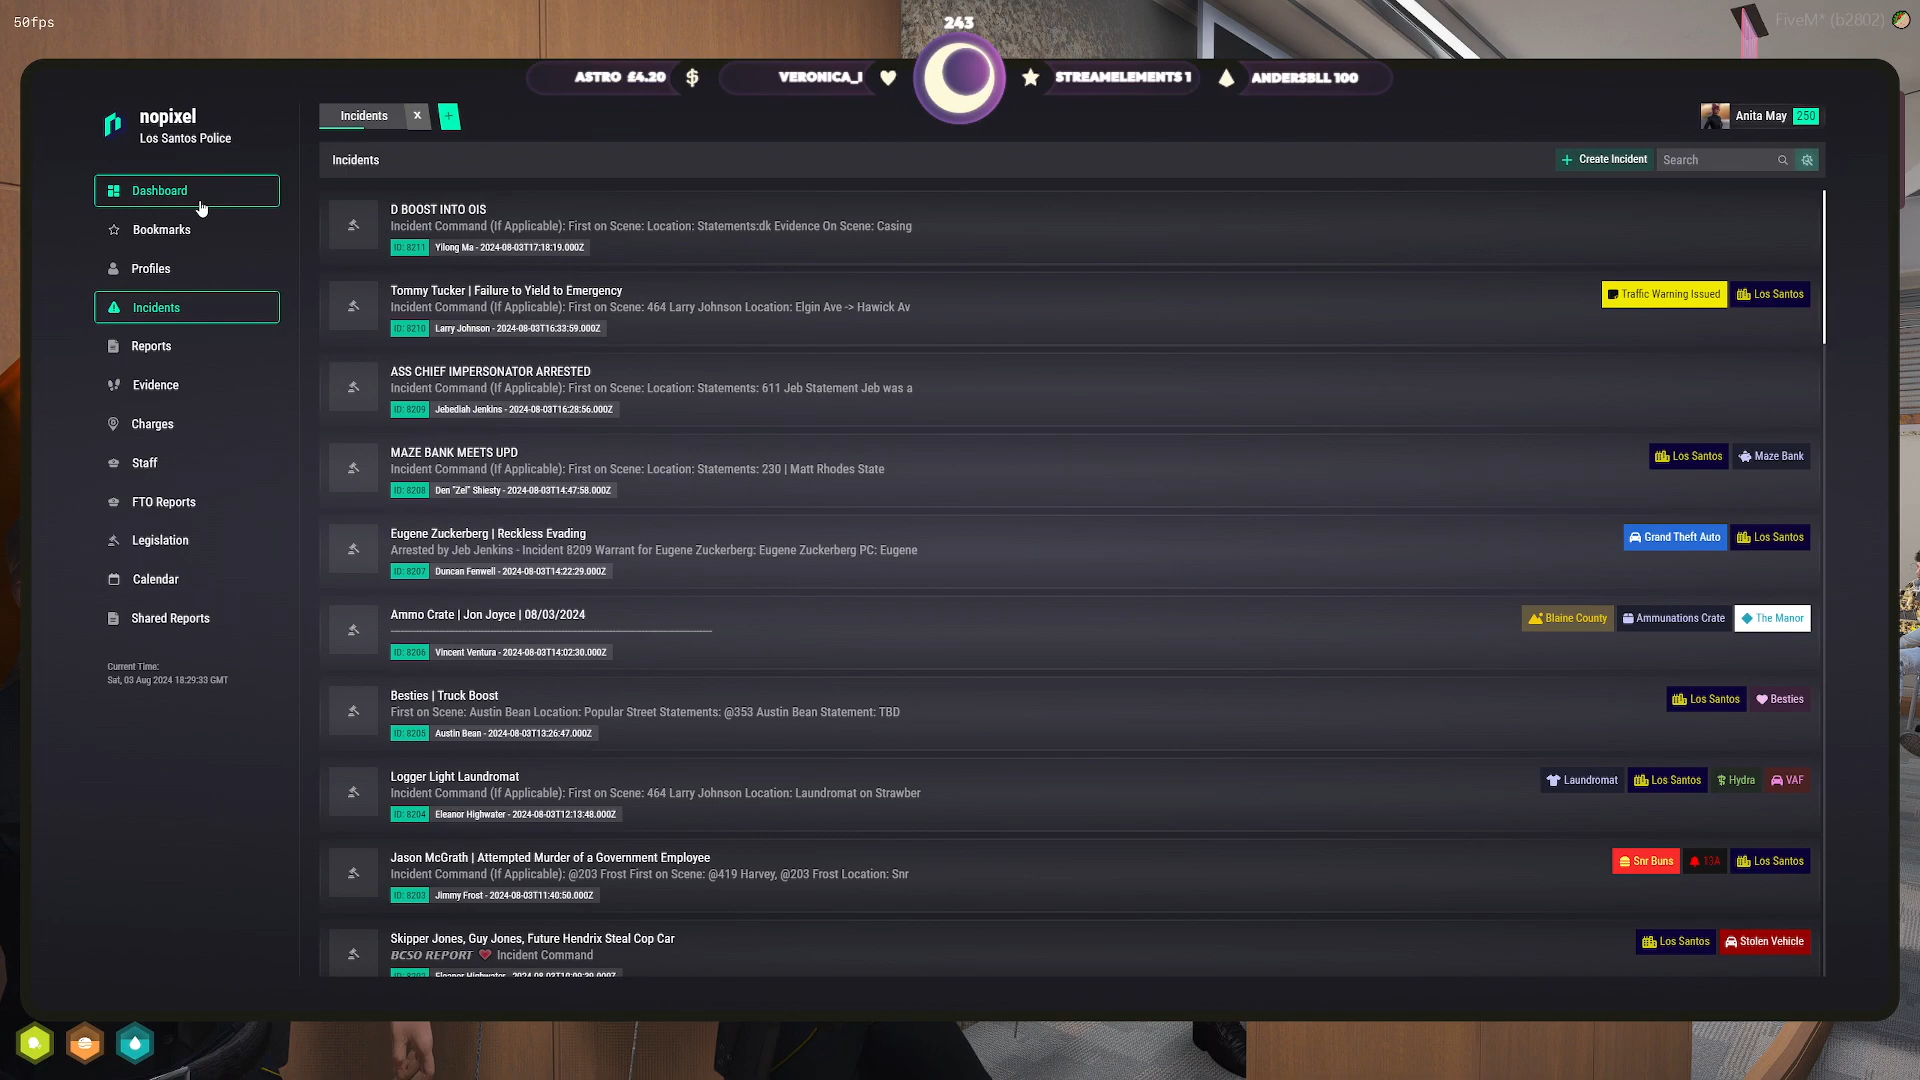 50fps
243
FiveM* (b2802)
ASTRO £4.20
VERONICA_I
STREAMELEMENTS 1
ANDERSBLL 100
nopixel
Los Santos Police
Incidents
x
+
Anita May 250
Incidents
+ Create Incident
Search
Dashboard
Bookmarks
Profiles
Incidents
Reports
Evidence
Charges
Staff
FTO Reports
Legislation
Calendar
Shared Reports
Current Time:
Sat, 03 Aug 2024 18:29:33 GMT
D BOOST INTO OIS
Incident Command (If Applicable): First on Scene: Location: Statements:dk Evidence On Scene: Casing
ID: 8211 Yilong Ma - 2024-08-03T17:18:19.000Z
Tommy Tucker | Failure to Yield to Emergency
Incident Command (If Applicable): First on Scene: 464 Larry Johnson Location: Elgin Ave -> Hawick Av
ID: 8210 Larry Johnson - 2024-08-03T16:33:59.000Z
Traffic Warning Issued Los Santos
ASS CHIEF IMPERSONATOR ARRESTED
Incident Command (If Applicable): First on Scene: Location: Statements: 611 Jeb Statement Jeb was a
ID: 8209 Jebediah Jenkins - 2024-08-03T16:28:56.000Z
MAZE BANK MEETS UPD
Incident Command (If Applicable): First on Scene: Location: Statements: 230 | Matt Rhodes State
ID: 8208 Den "Zel" Shiesty - 2024-08-03T14:47:58.000Z
Los Santos Maze Bank
Eugene Zuckerberg | Reckless Evading
Arrested by Jeb Jenkins - Incident 8209 Warrant for Eugene Zuckerberg: Eugene Zuckerberg PC: Eugene
ID: 8207 Duncan Fenwell - 2024-08-03T14:22:29.000Z
Grand Theft Auto Los Santos
Ammo Crate | Jon Joyce | 08/03/2024
ID: 8206 Vincent Ventura - 2024-08-03T14:02:30.000Z
Blaine County Ammunations Crate The Manor
Besties | Truck Boost
First on Scene: Austin Bean Location: Popular Street Statements: @353 Austin Bean Statement: TBD
ID: 8205 Austin Bean - 2024-08-03T13:26:47.000Z
Los Santos Besties
Logger Light Laundromat
Incident Command (If Applicable): First on Scene: 464 Larry Johnson Location: Laundromat on Strawber
ID: 8204 Eleanor Highwater - 2024-08-03T12:13:48.000Z
Laundromat Los Santos Hydra VAF
Jason McGrath | Attempted Murder of a Government Employee
Incident Command (If Applicable): @203 Frost First on Scene: @419 Harvey, @203 Frost Location: Snr
ID: 8203 Jimmy Frost - 2024-08-03T11:40:50.000Z
Snr Buns 13A Los Santos
Skipper Jones, Guy Jones, Future Hendrix Steal Cop Car
BCSO REPORT ❤ Incident Command
ID: 8202 Eleanor Highwater - 2024-08-03T10:09:39.000Z
Los Santos Stolen Vehicle